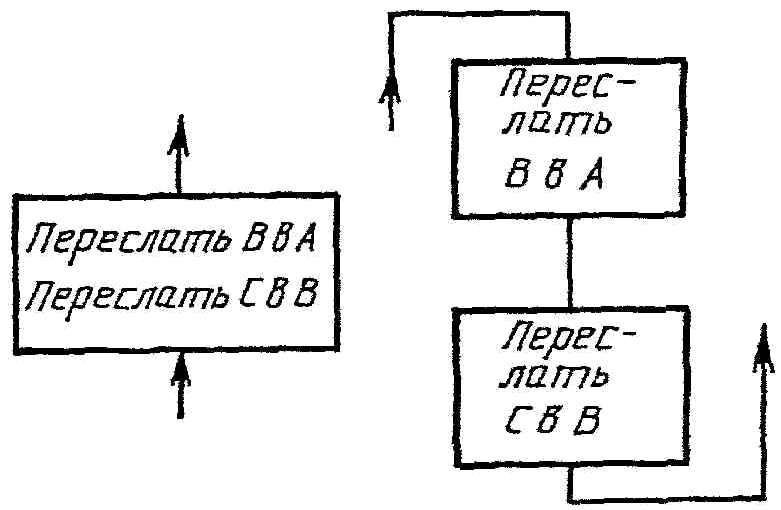 Переслать В в А
Переслать С в В
Перес-
лать
В в А
Перес-
лать
С в В